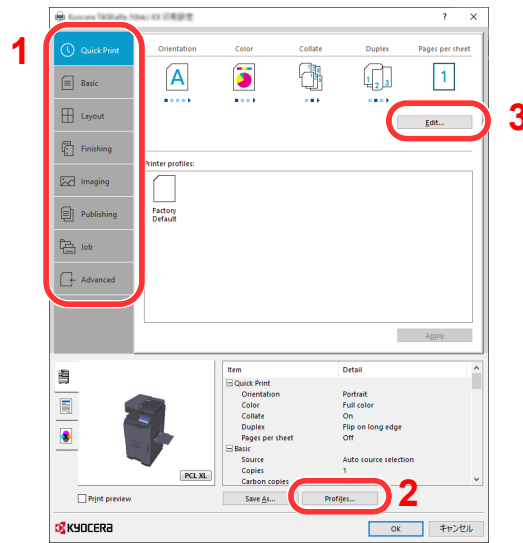 Kyocera TASKalfa
? ×
1
Quick Print
Basic
Layout
Finishing
Imaging
Publishing
Job
Advanced
Orientation Color Collate Duplex Pages per sheet
A 1 2 3 1
Edit...
3
Printer profiles:
Factory
Default
Apply
Item Detail
Quick Print
Orientation Portrait
Color Full color
Collate On
Duplex Flip on long edge
Pages per sheet Off
Basic
Source Auto source selection
Copies 1
Carbon copies
PCL XL
Print preview
Save As...
Profiles...
2
KYOCERA
OK
キャンセル